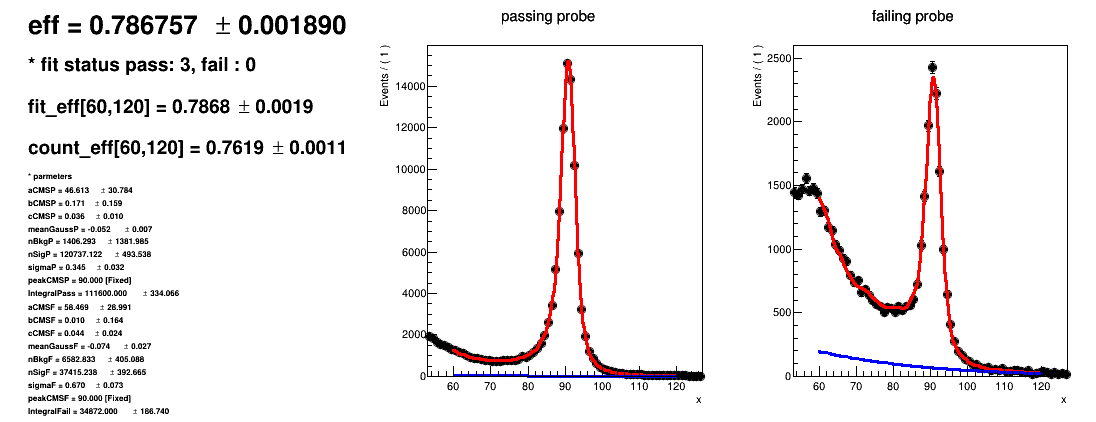 eff = 0.786757 ± 0.001890
* fit status pass: 3, fail : 0
fit_eff[60,120] = 0.7868 ± 0.0019
count_eff[60,120] = 0.7619 ± 0.0011
* parmeters
aCMSP = 46.613 ± 30.784
bCMSP = 0.171 ± 0.159
cCMSP = 0.036 ± 0.010
meanGaussP = -0.052 ± 0.007
nBkgP = 1406.293 ± 1381.985
nSigP = 120737.122 ± 493.538
sigmaP = 0.345 ± 0.032
peakCMSP = 90.000 [Fixed]
IntegralPass = 111600.000 ± 334.066
aCMSF = 58.469 ± 28.991
bCMSF = 0.010 ± 0.164
cCMSF = 0.044 ± 0.024
meanGaussF = -0.074 ± 0.027
nBkgF = 6582.833 ± 405.088
nSigF = 37415.238 ± 392.665
sigmaF = 0.670 ± 0.073
peakCMSF = 90.000 [Fixed]
IntegralFail = 34872.000 ± 186.740
passing probe
Events / ( 1 )
14000
12000
10000
8000
6000
4000
2000
0
60 70 80 90 100 110 120
x
failing probe
Events / ( 1 )
2500
2000
1500
1000
500
0
60 70 80 90 100 110 120
x